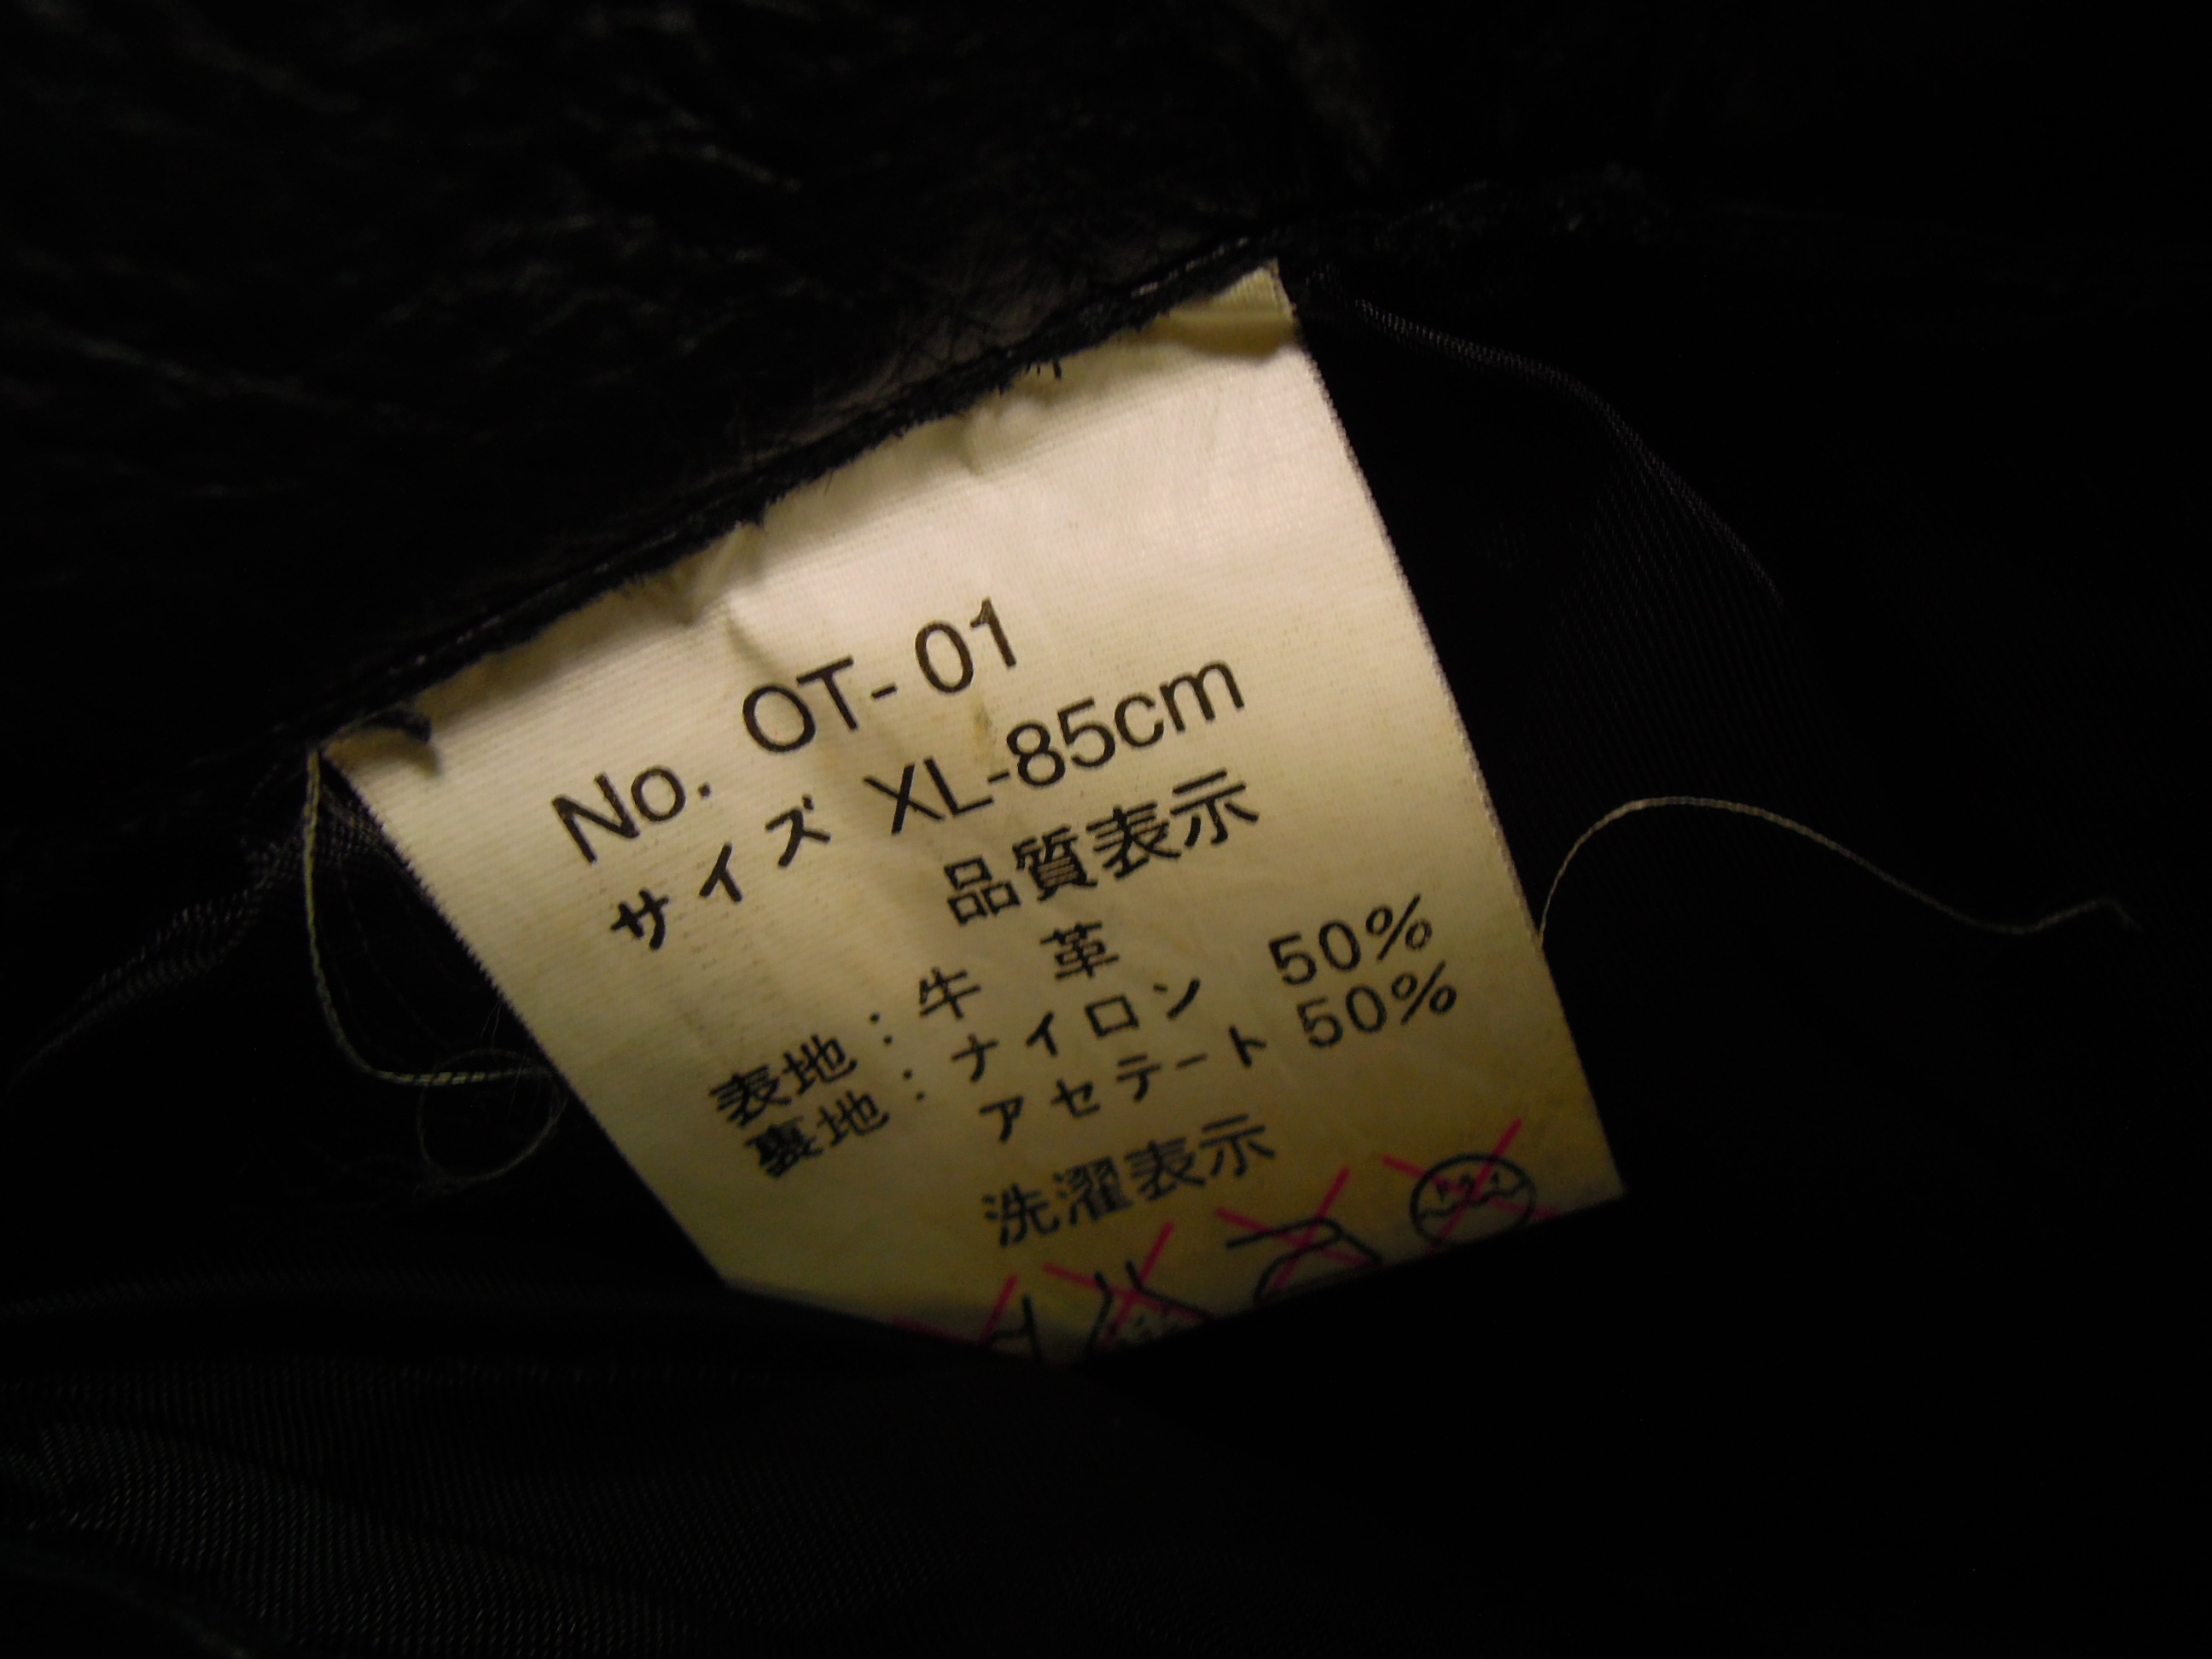 No. OT-01
サイズ XL-85cm
品質表示
表地：牛 革
裏地：ナイロン 50%
アセテート 50%
洗濯表示